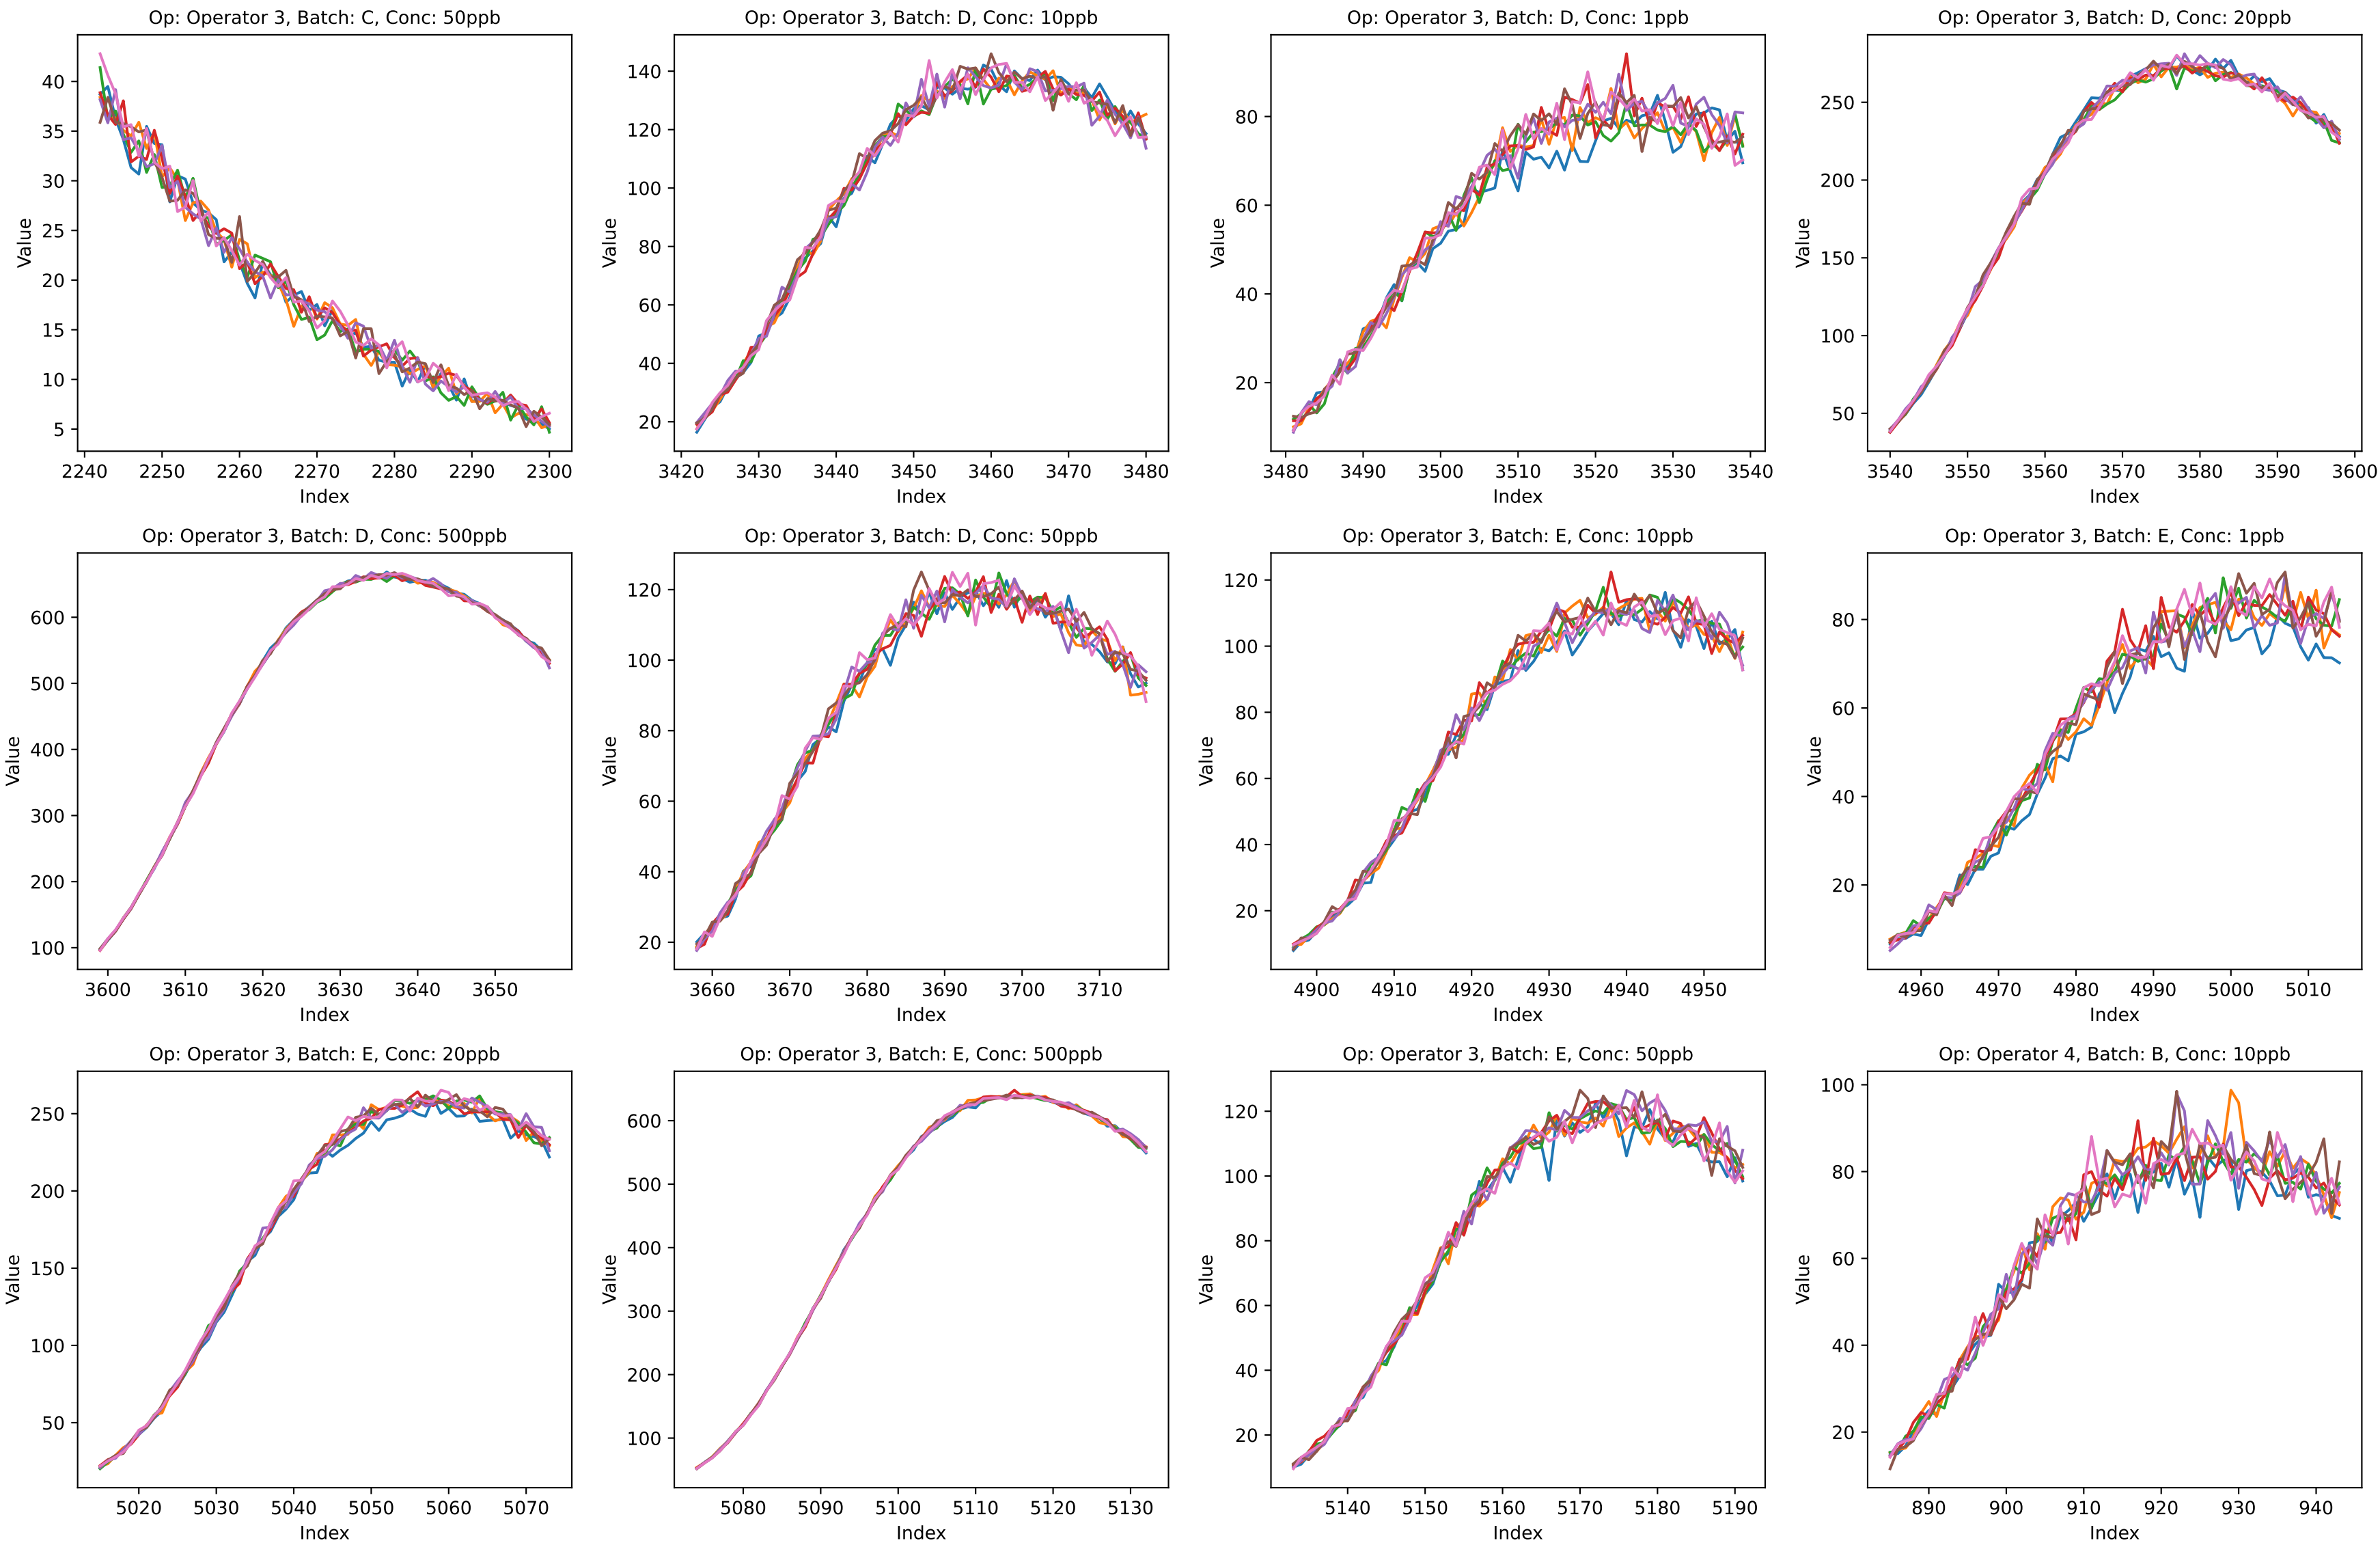 Op: Operator 3, Batch: C, Conc: 50ppb
Value
40
35
30
25
20
15
10
5
2240 2250 2260 2270 2280 2290 2300
Index
Op: Operator 3, Batch: D, Conc: 10ppb
Value
140
120
100
80
60
40
20
3420 3430 3440 3450 3460 3470 3480
Index
Op: Operator 3, Batch: D, Conc: 1ppb
Value
80
60
40
20
3480 3490 3500 3510 3520 3530 3540
Index
Op: Operator 3, Batch: D, Conc: 20ppb
Value
250
200
150
100
50
3540 3550 3560 3570 3580 3590 3600
Index
Op: Operator 3, Batch: D, Conc: 500ppb
Value
600
500
400
300
200
100
3600 3610 3620 3630 3640 3650
Index
Op: Operator 3, Batch: D, Conc: 50ppb
Value
120
100
80
60
40
20
3660 3670 3680 3690 3700 3710
Index
Op: Operator 3, Batch: E, Conc: 10ppb
Value
120
100
80
60
40
20
4900 4910 4920 4930 4940 4950
Index
Op: Operator 3, Batch: E, Conc: 1ppb
Value
80
60
40
20
4960 4970 4980 4990 5000 5010
Index
Op: Operator 3, Batch: E, Conc: 20ppb
Value
250
200
150
100
50
5020 5030 5040 5050 5060 5070
Index
Op: Operator 3, Batch: E, Conc: 500ppb
Value
600
500
400
300
200
100
5080 5090 5100 5110 5120 5130
Index
Op: Operator 3, Batch: E, Conc: 50ppb
Value
120
100
80
60
40
20
5140 5150 5160 5170 5180 5190
Index
Op: Operator 4, Batch: B, Conc: 10ppb
Value
100
80
60
40
20
890 900 910 920 930 940
Index